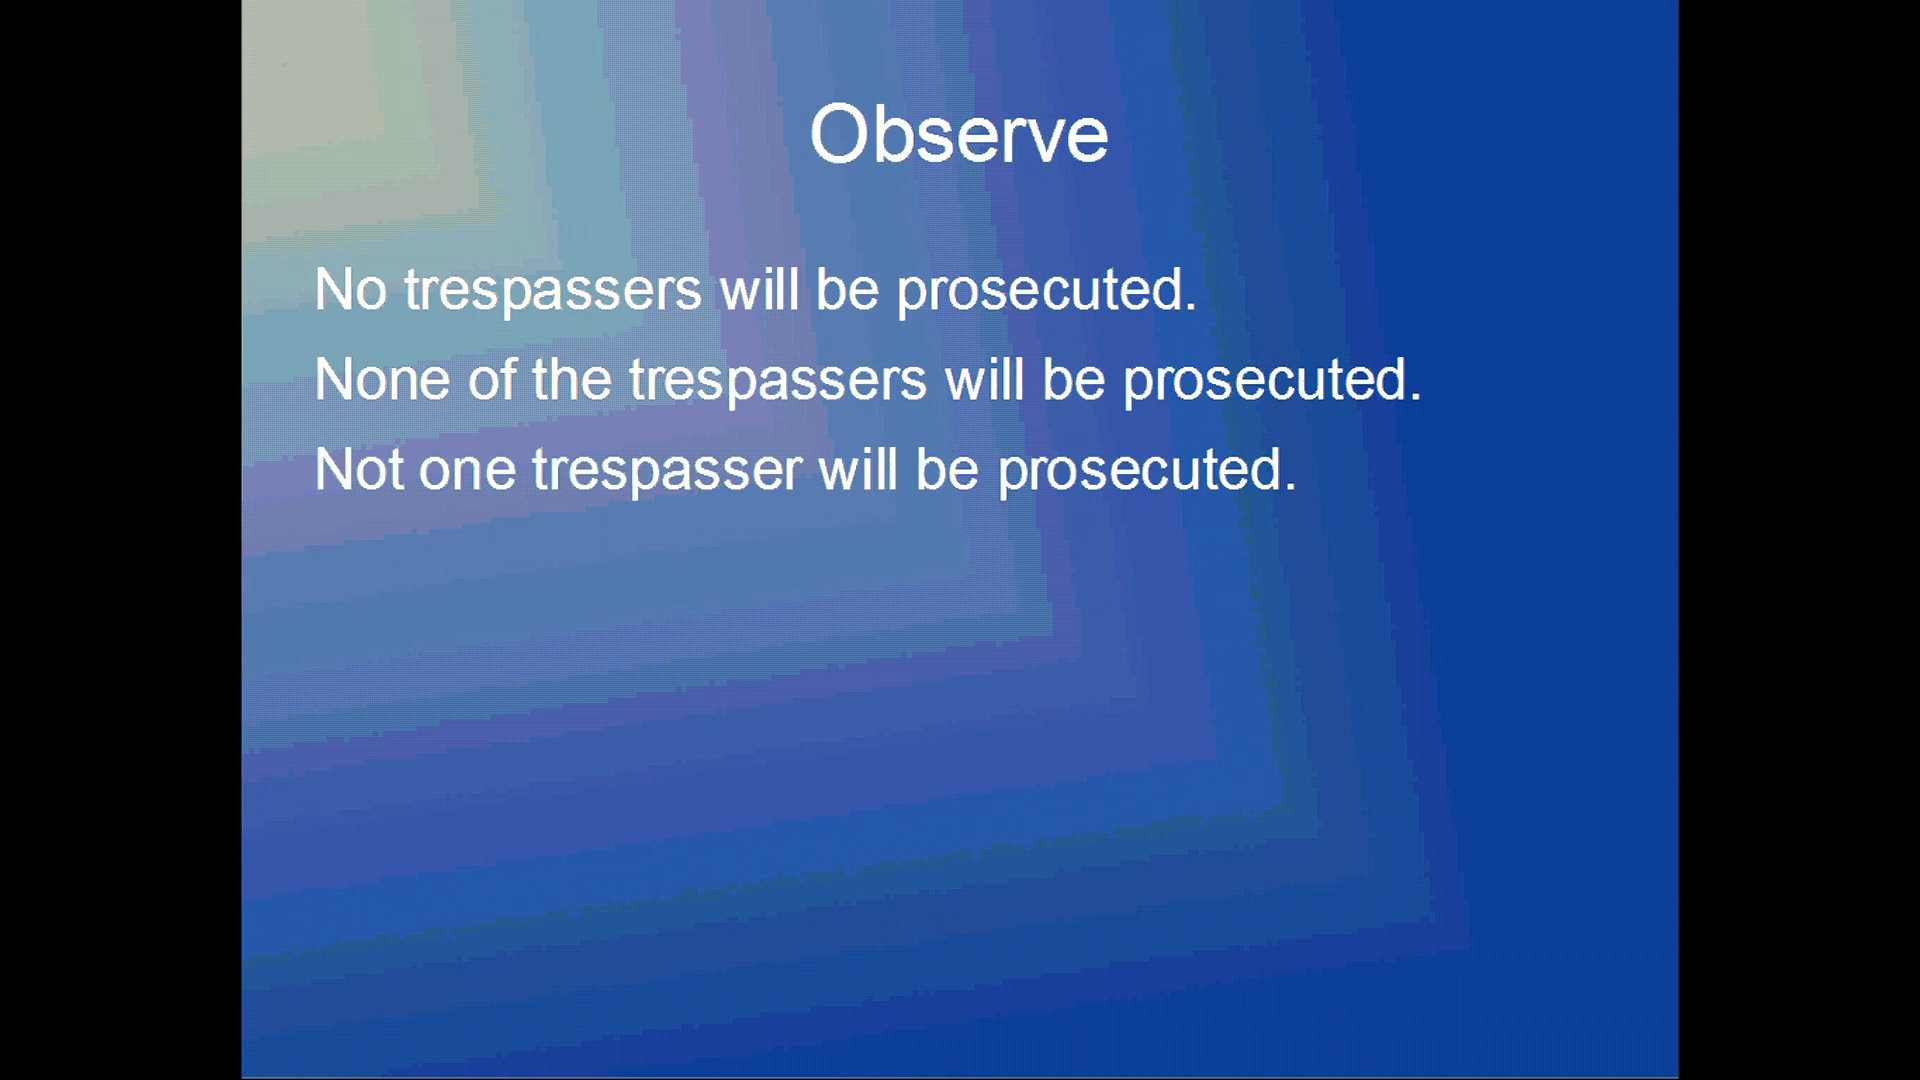 Observe
No trespassers will be prosecuted.
None of the trespassers will be prosecuted.
Not one trespasser will be prosecuted.